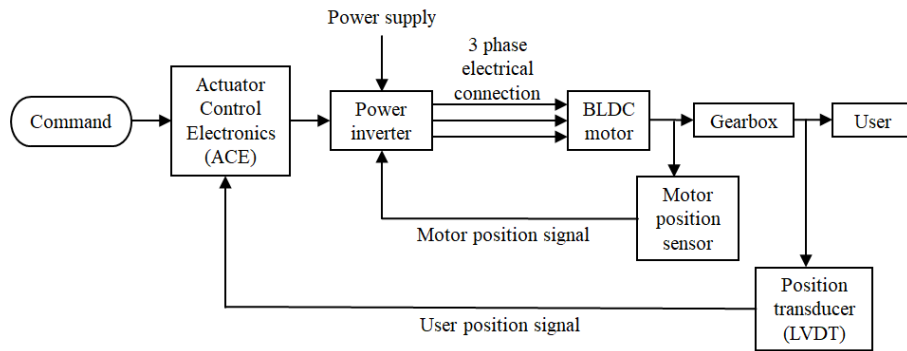 Power supply
3 phase
electrical
connection
Command
Actuator
Control
Electronics
(ACE)
Power
inverter
BLDC
motor
Gearbox
User
Motor position signal
Motor
position
sensor
User position signal
Position
transducer
(LVDT)